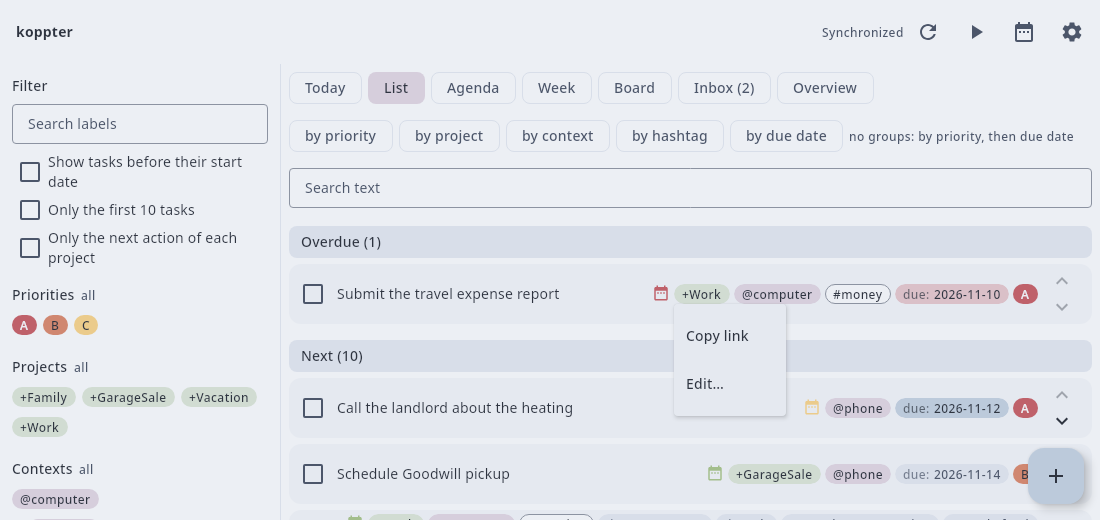 koppter
Synchronized
Filter
Search labels
Show tasks before their start
date
Only the first 10 tasks
Only the next action of each
project
Priorities all
A B C
Projects all
+Family +GarageSale +Vacation
+Work
Contexts all
@computer
Today List Agenda Week Board Inbox (2) Overview
by priority by project by context by hashtag by due date no groups: by priority, then due date
Search text
Overdue (1)
Submit the travel expense report +Work @computer #money due: 2026-11-10 A
Copy link
Edit...
Next (10)
Call the landlord about the heating @phone due: 2026-11-12 A
Schedule Goodwill pickup +GarageSale @phone due: 2026-11-14 B
+